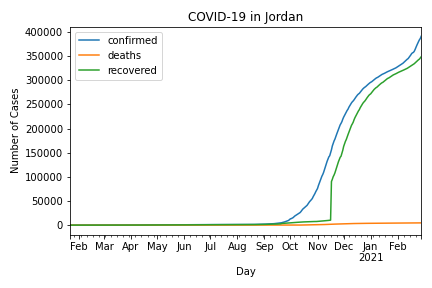 COVID-19 in Jordan
confirmed
deaths
recovered
Number of Cases
400000
350000
300000
250000
200000
150000
100000
50000
0
Feb Mar Apr May Jun Jul Aug Sep Oct Nov Dec Jan Feb
2021
Day